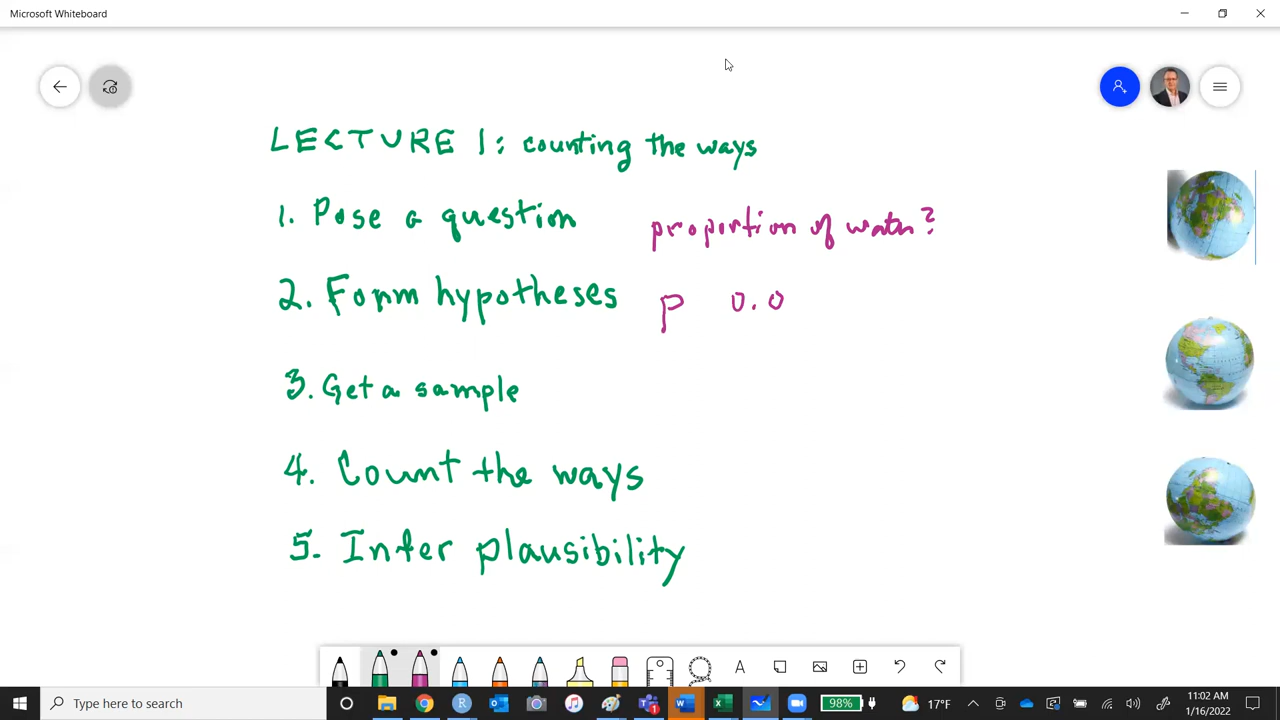 Microsoft Whiteboard
LECTURE 1: counting the ways
1. Pose a question
proportion of water?
2. Form hypotheses
p 0.0
3. Get a sample
4. Count the ways
5. Infer plausibility
Type here to search
98%
17°F
11:02 AM
1/16/2022